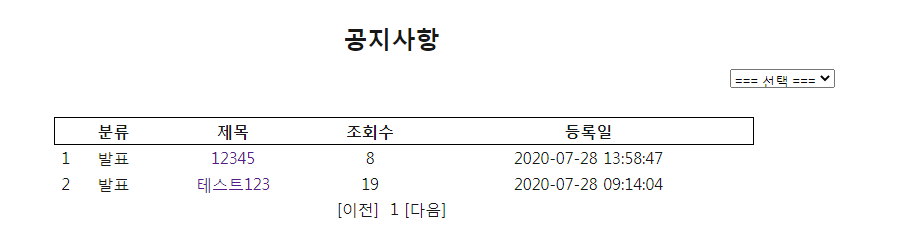 공지사항
=== 선택 ===
분류 제목 조회수 등록일
1 발표 12345 8 2020-07-28 13:58:47
2 발표 테스트123 19 2020-07-28 09:14:04
[이전] 1 [다음]